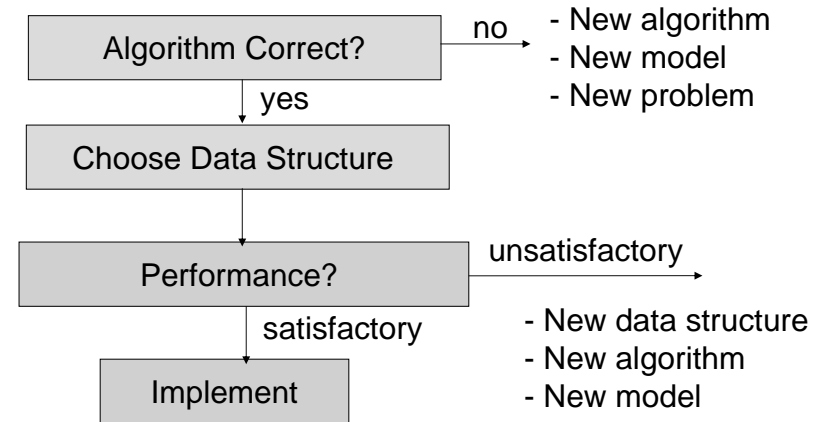 Algorithm Correct?
no
- New algorithm
- New model
- New problem
yes
Choose Data Structure
Performance?
unsatisfactory
satisfactory
- New data structure
- New algorithm
- New model
Implement